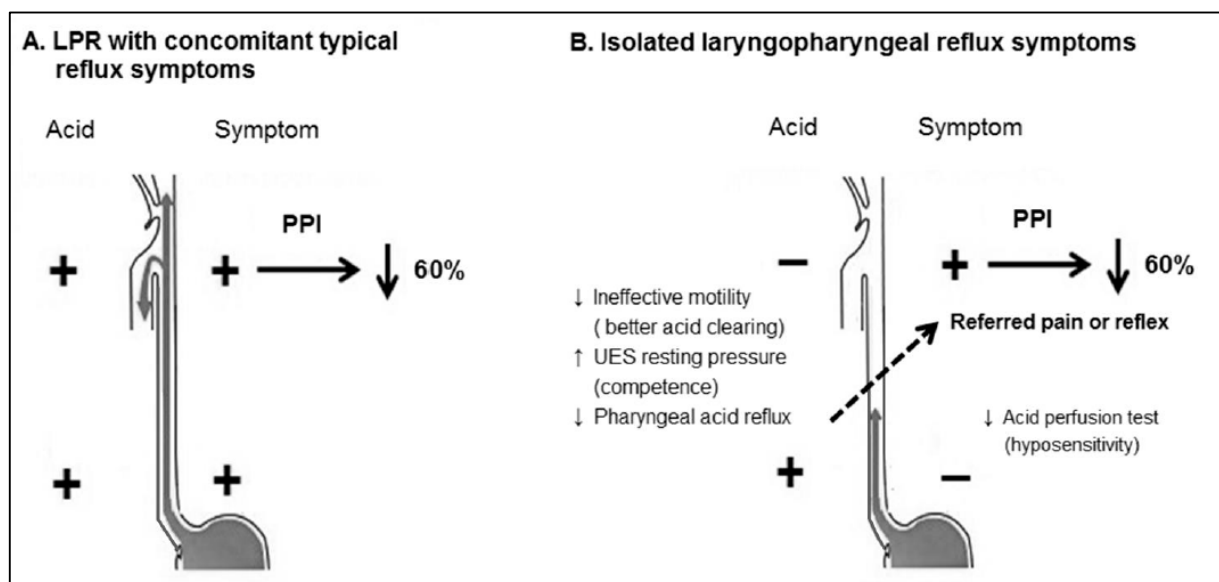 A. LPR with concomitant typical
reflux symptoms
Acid
Symptom
+
+
PPI
↓ 60%
+
+
B. Isolated laryngopharyngeal reflux symptoms
Acid
Symptom
−
+
PPI
↓ 60%
↓ Ineffective motility
( better acid clearing)
↑ UES resting pressure
(competence)
↓ Pharyngeal acid reflux
Referred pain or reflex
↓ Acid perfusion test
(hyposensitivity)
+
−